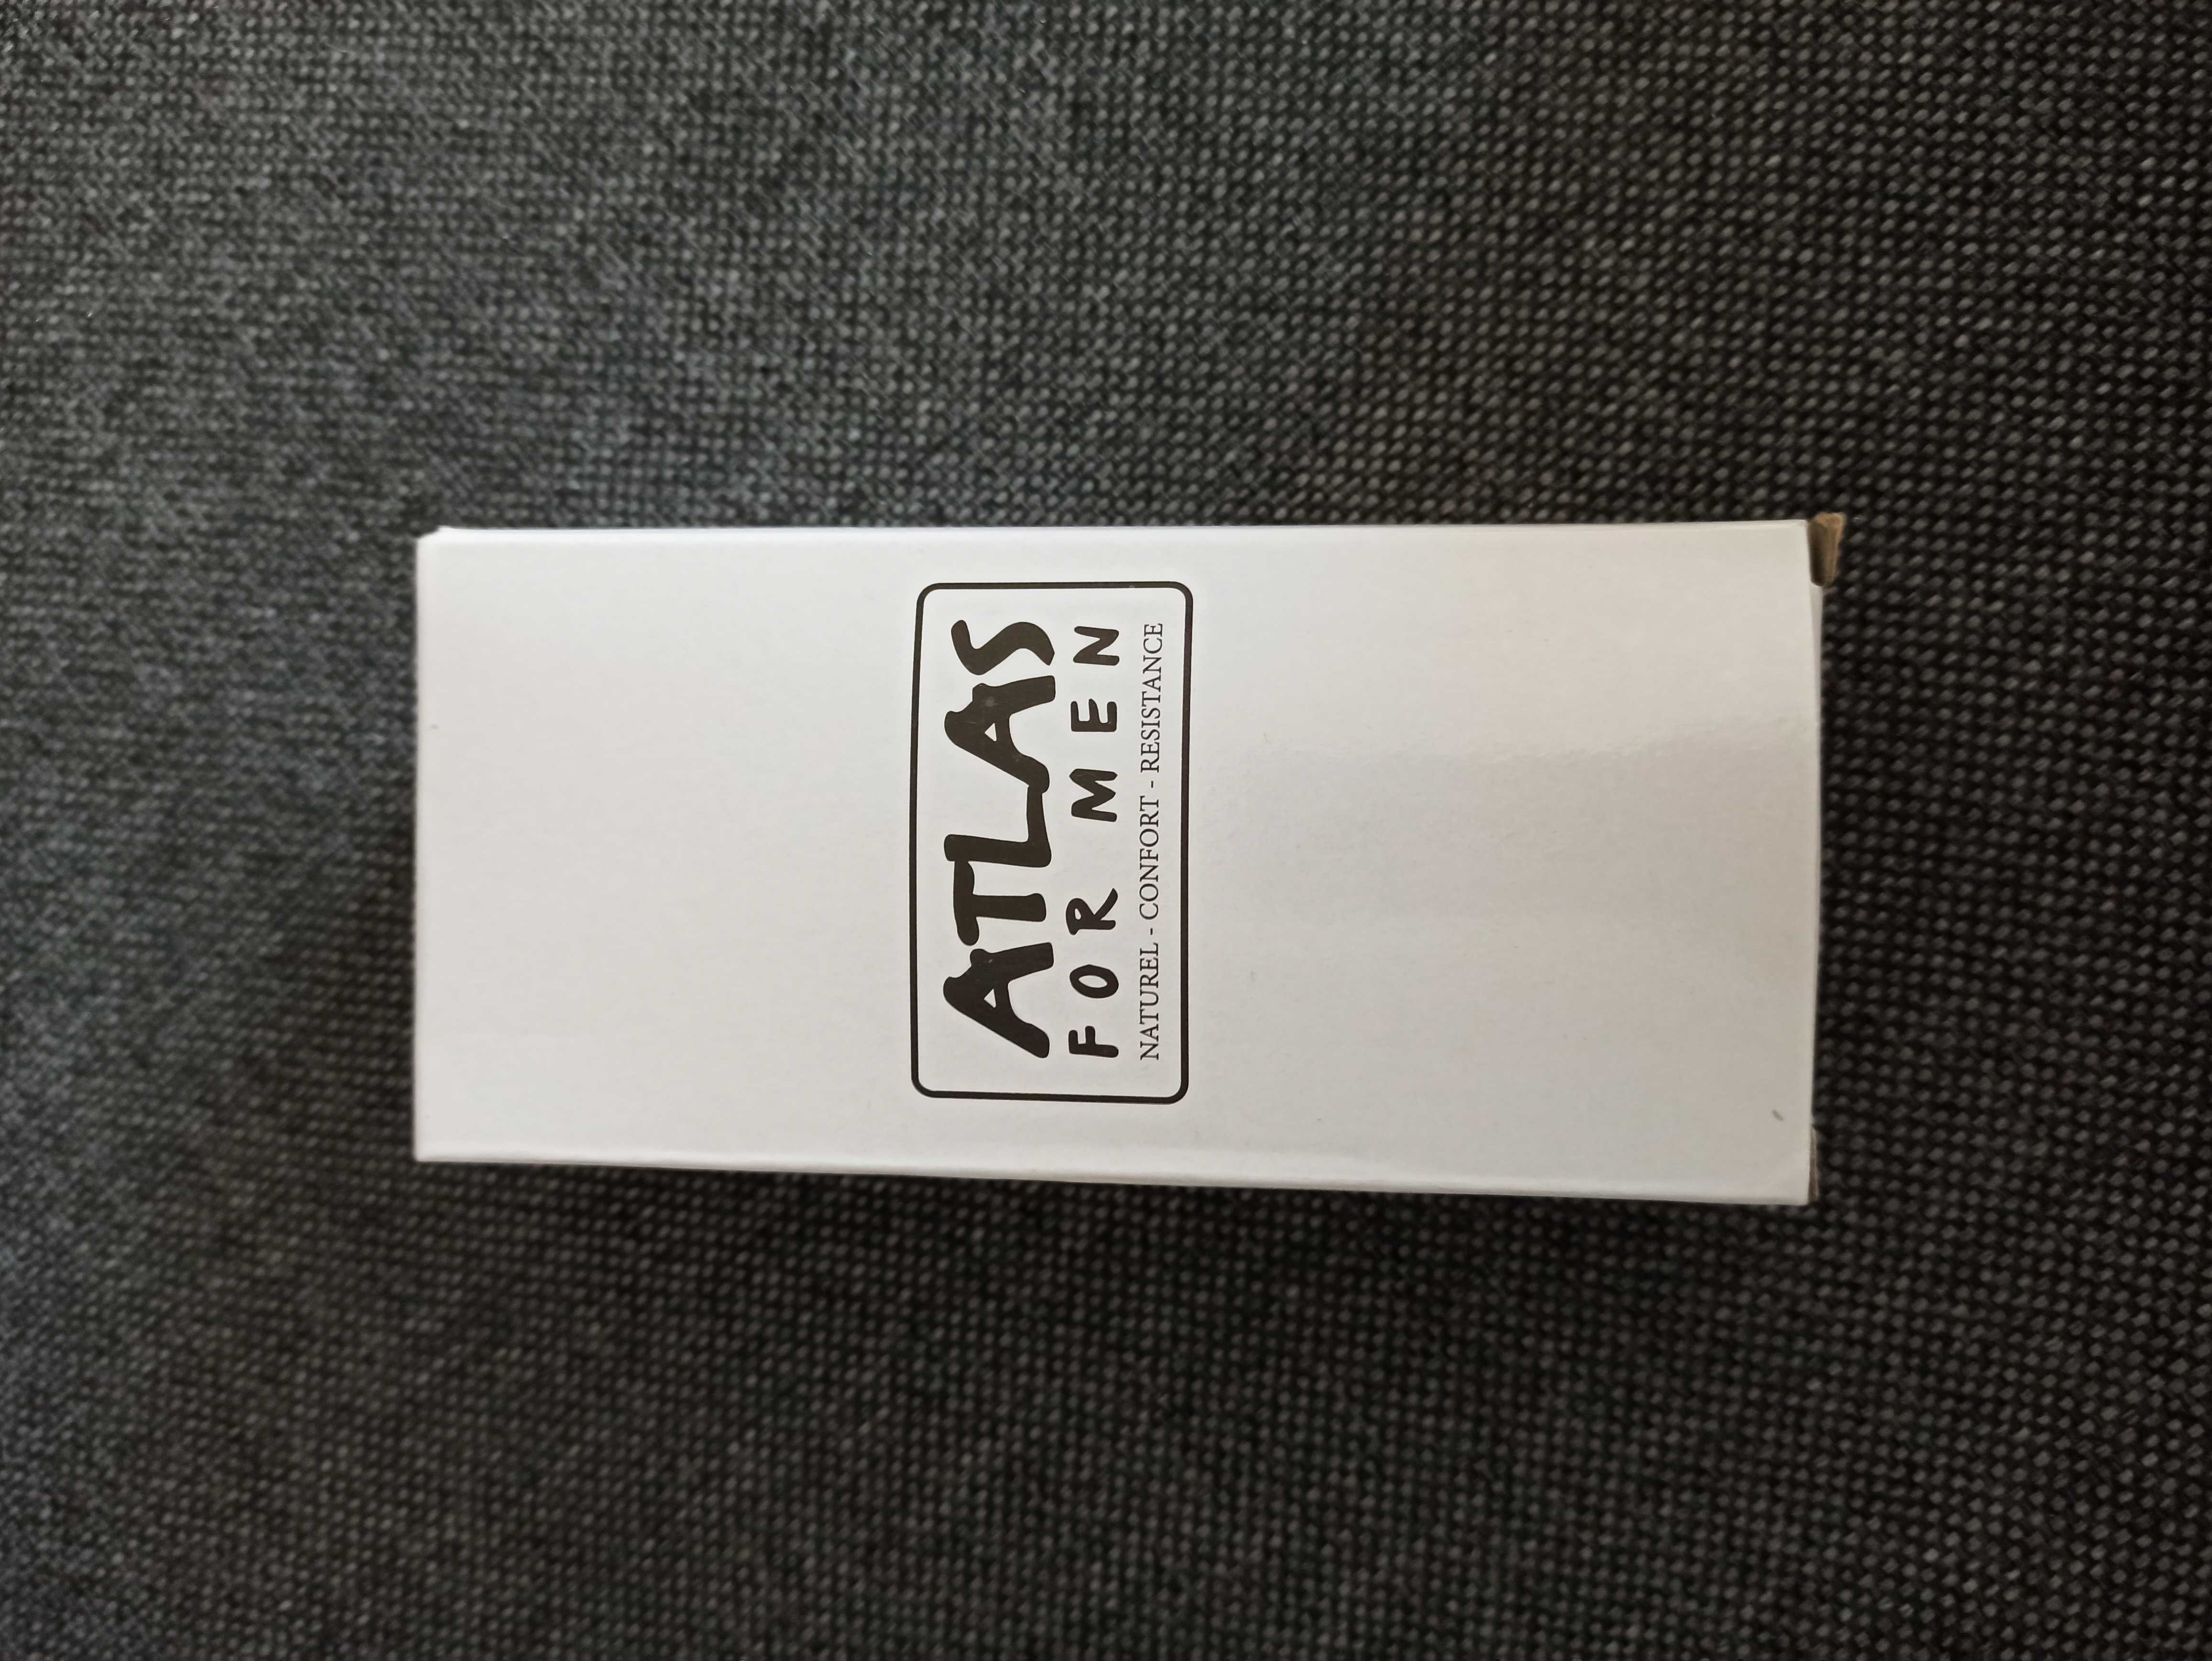 ATLAS
FOR MEN
NATUREL - CONFORT - RESISTANCE